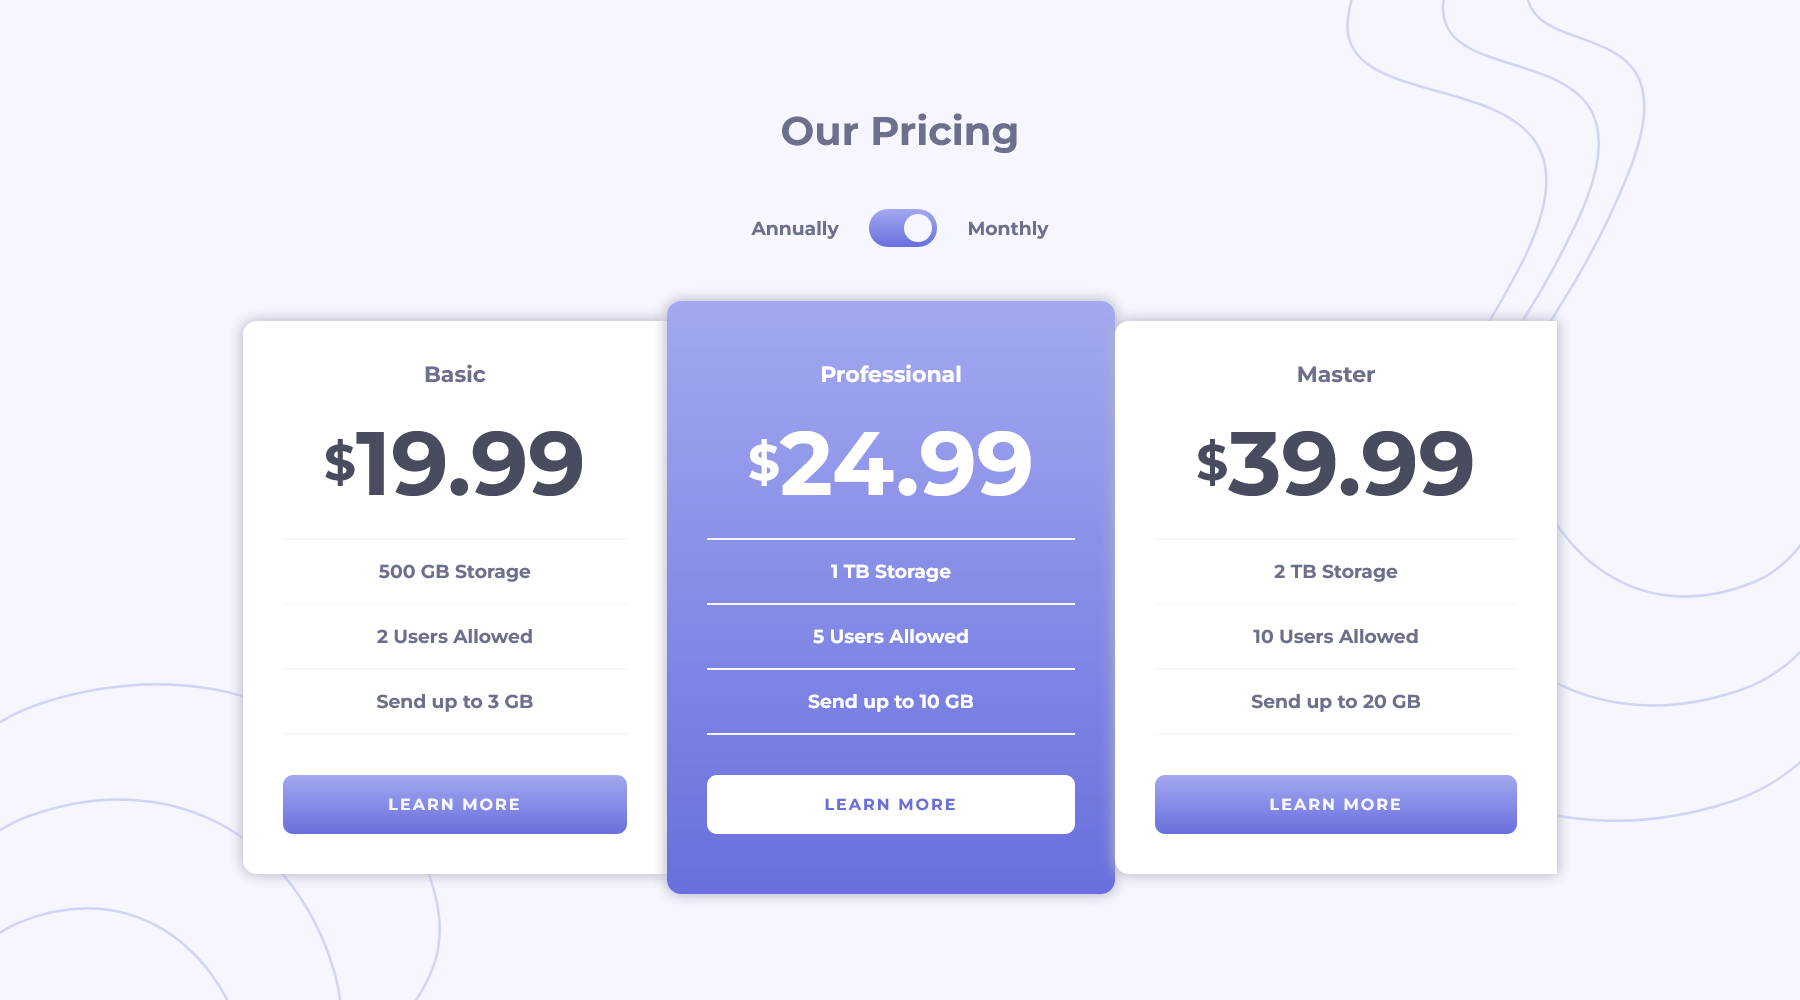 Our Pricing
Annually
Monthly
Basic
$19.99
500 GB Storage
2 Users Allowed
Send up to 3 GB
LEARN MORE
Professional
$24.99
1 TB Storage
5 Users Allowed
Send up to 10 GB
LEARN MORE
Master
$39.99
2 TB Storage
10 Users Allowed
Send up to 20 GB
LEARN MORE